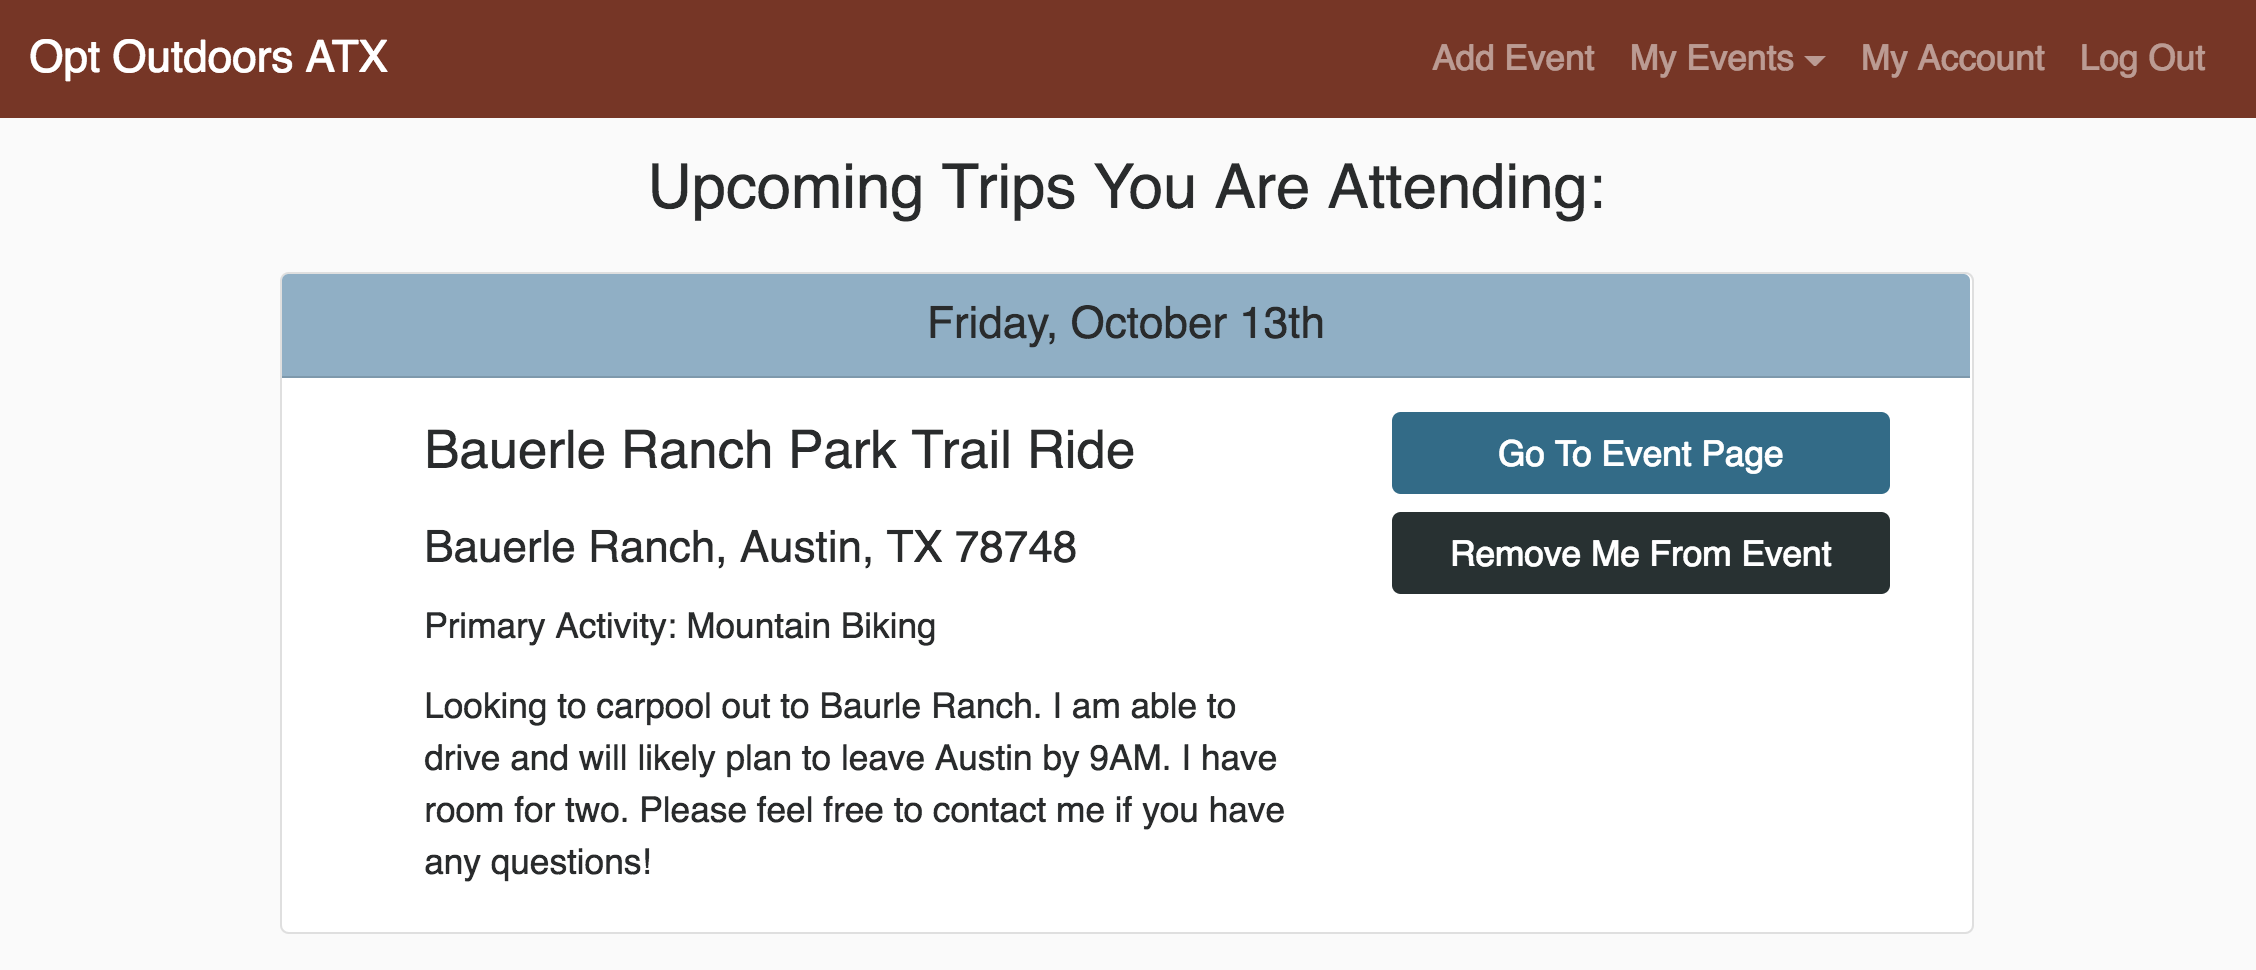 Opt Outdoors ATX
Add Event My Events My Account Log Out
Upcoming Trips You Are Attending:
Friday, October 13th
Bauerle Ranch Park Trail Ride
Go To Event Page
Bauerle Ranch, Austin, TX 78748
Remove Me From Event
Primary Activity: Mountain Biking
Looking to carpool out to Baurle Ranch. I am able to
drive and will likely plan to leave Austin by 9AM. I have
room for two. Please feel free to contact me if you have
any questions!